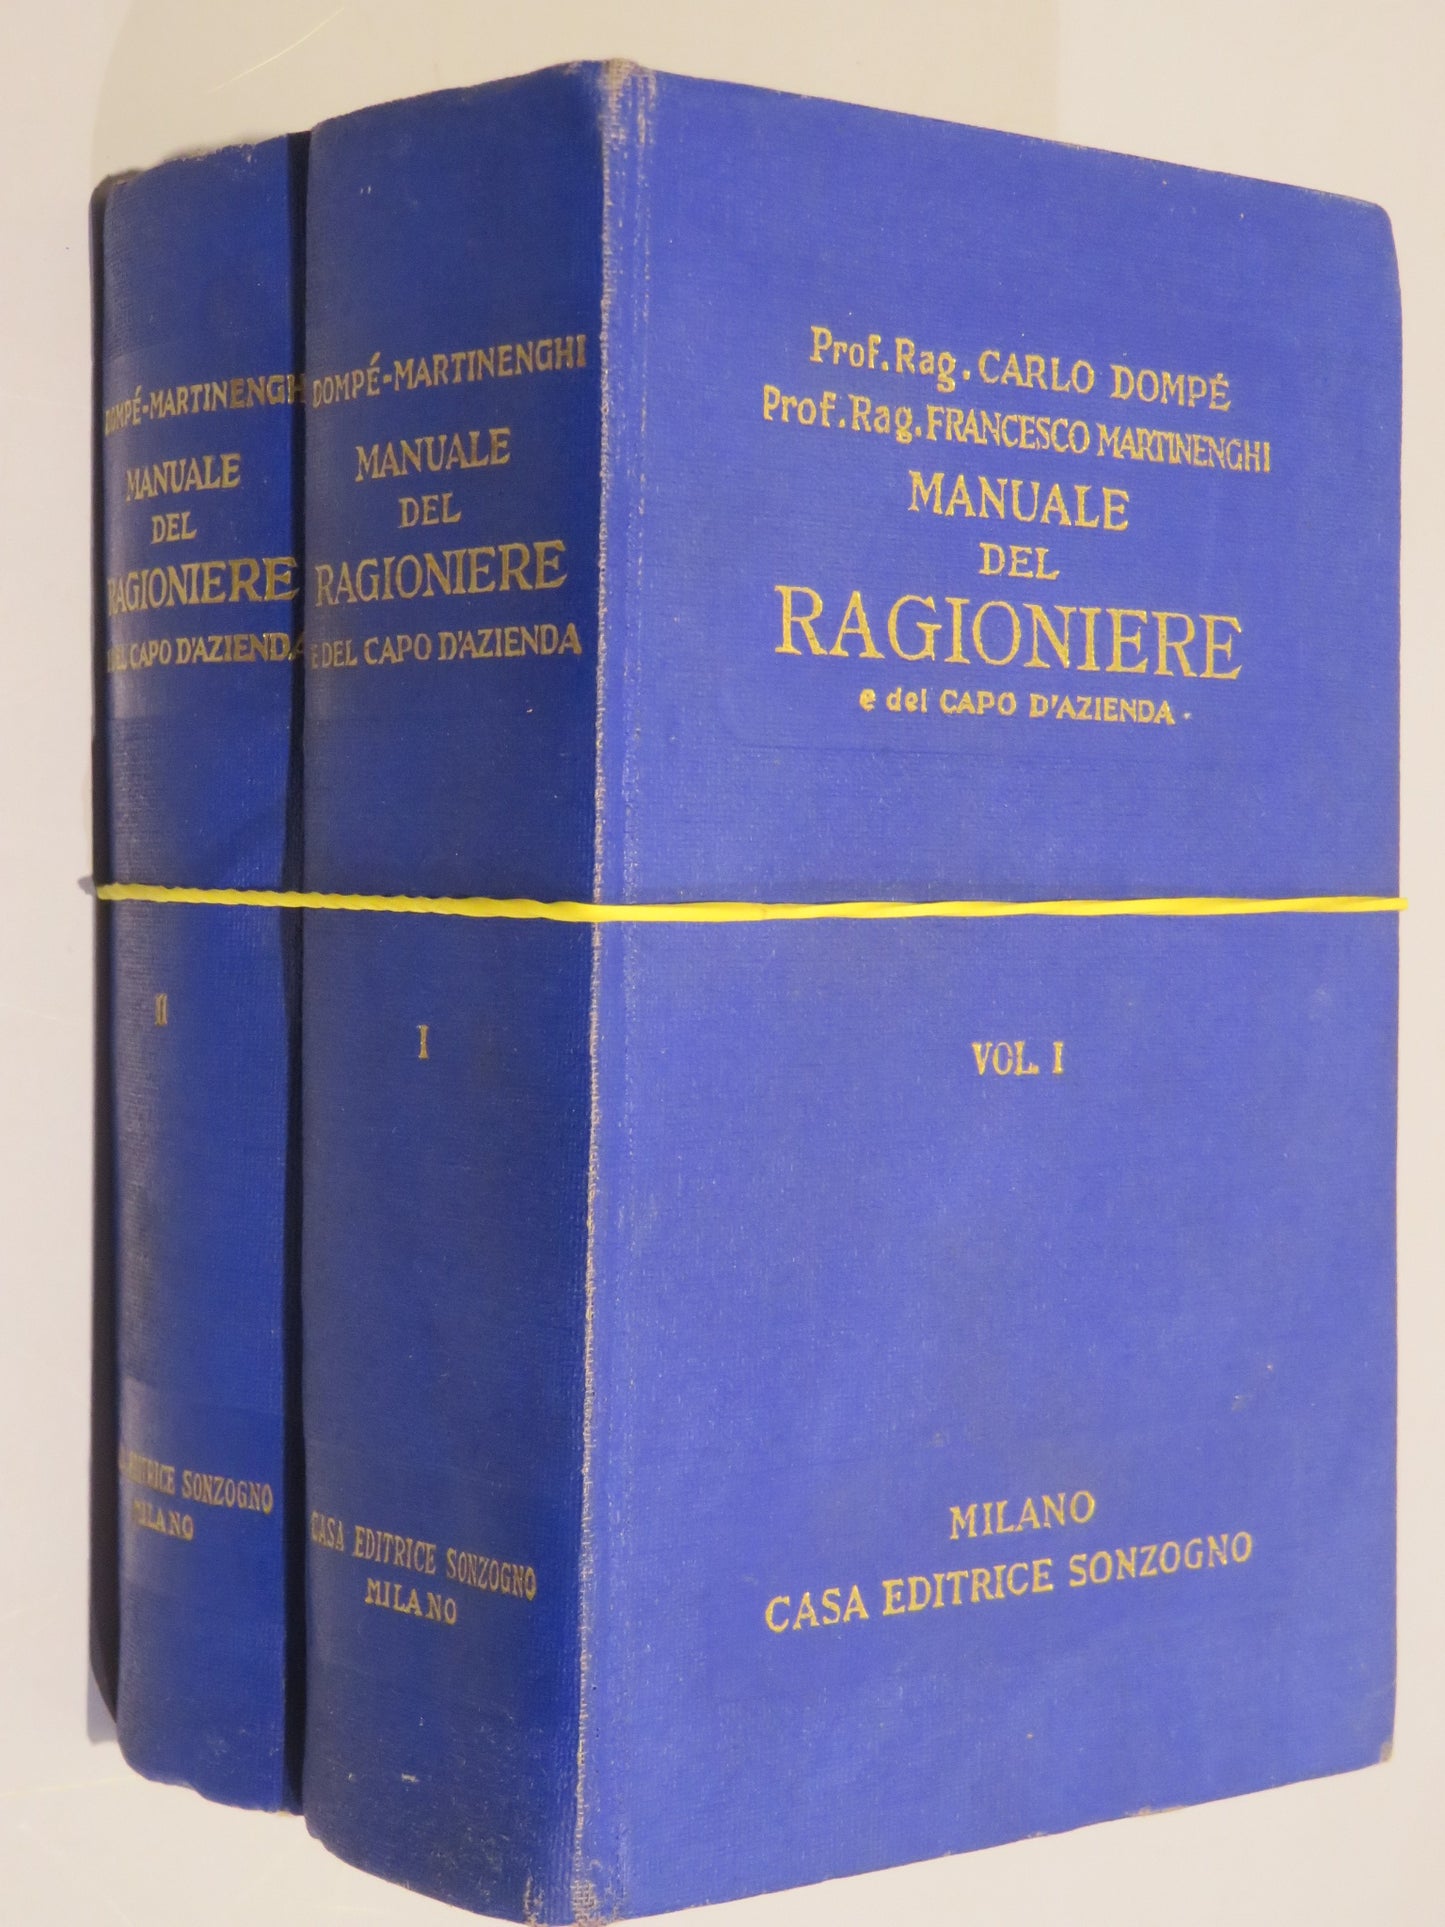 DOMPÉ-MARTINENGH
MANUALE
DEL
RAGIONIERE
CAPO D'AZIENDA
II
EDITRICE SONZOGNO
MILANO
DOMPÉ-MARTINENGHI
MANUALE
DEL
RAGIONIERE
E DEL CAPO D'AZIENDA
I
CASA EDITRICE SONZOGNO
MILANO
Prof. Rag. CARLO DOMPÉ
Prof. Rag. FRANCESCO MARTINENGHI
MANUALE
DEL
RAGIONIERE
e del CAPO D'AZIENDA
VOL. I
MILANO
CASA EDITRICE SONZOGNO